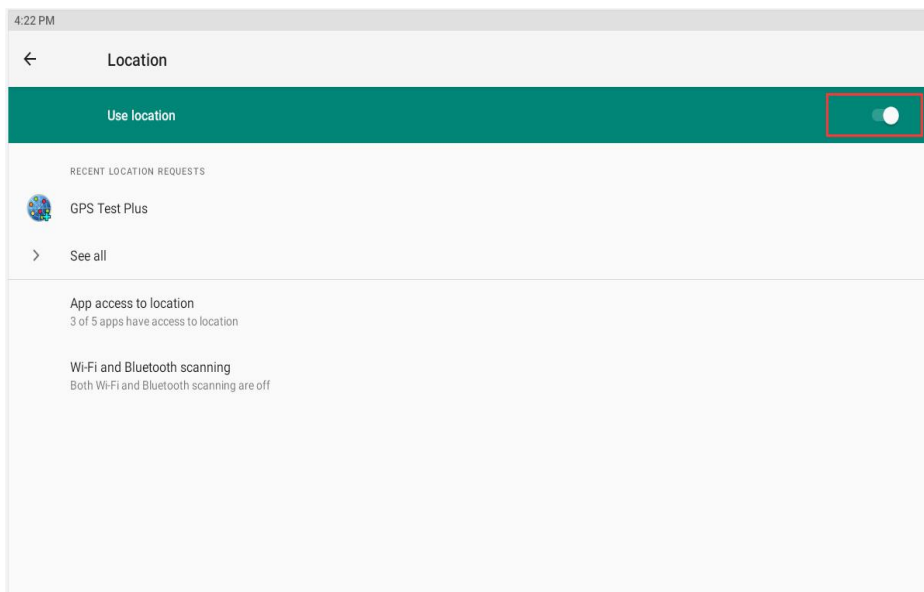 4:22 PM
Location
Use location
RECENT LOCATION REQUESTS
GPS Test Plus
See all
App access to location
3 of 5 apps have access to location
Wi-Fi and Bluetooth scanning
Both Wi-Fi and Bluetooth scanning are off